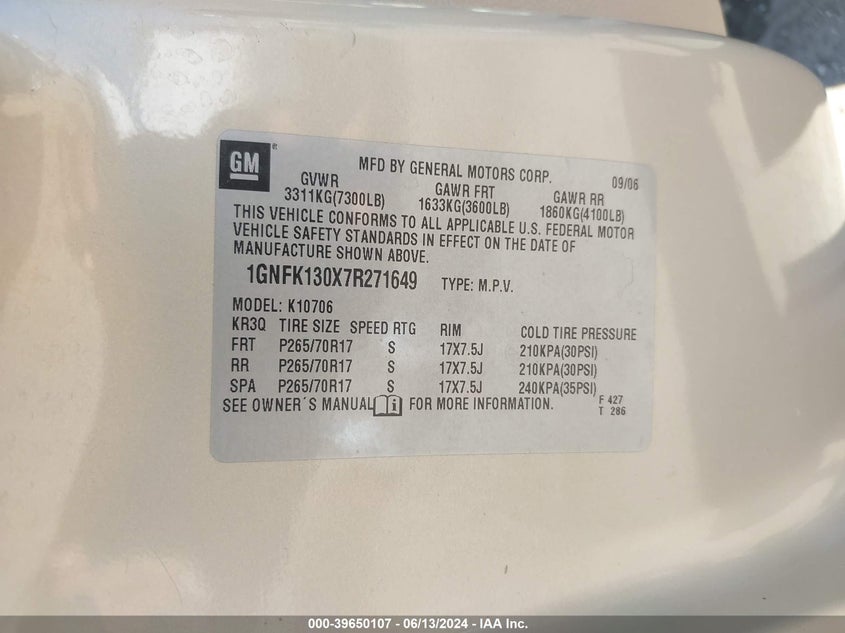 GM®
MFD BY GENERAL MOTORS CORP. 09/06
GVWR GAWR FRT GAWR RR
3311KG(7300LB) 1633KG(3600LB) 1860KG(4100LB)
THIS VEHICLE CONFORMS TO ALL APPLICABLE U.S. FEDERAL MOTOR
VEHICLE SAFETY STANDARDS IN EFFECT ON THE DATE OF
MANUFACTURE SHOWN ABOVE.
1GNFK130X7R271649 TYPE: M.P.V.
MODEL: K10706
KR3Q TIRE SIZE SPEED RTG RIM COLD TIRE PRESSURE
FRT P265/70R17 S 17X7.5J 210KPA(30PSI)
RR P265/70R17 S 17X7.5J 210KPA(30PSI)
SPA P265/70R17 S 17X7.5J 240KPA(35PSI)
SEE OWNER´S MANUAL i FOR MORE INFORMATION.
F 427
T 286
000-39650107 - 06/13/2024 - IAA Inc.